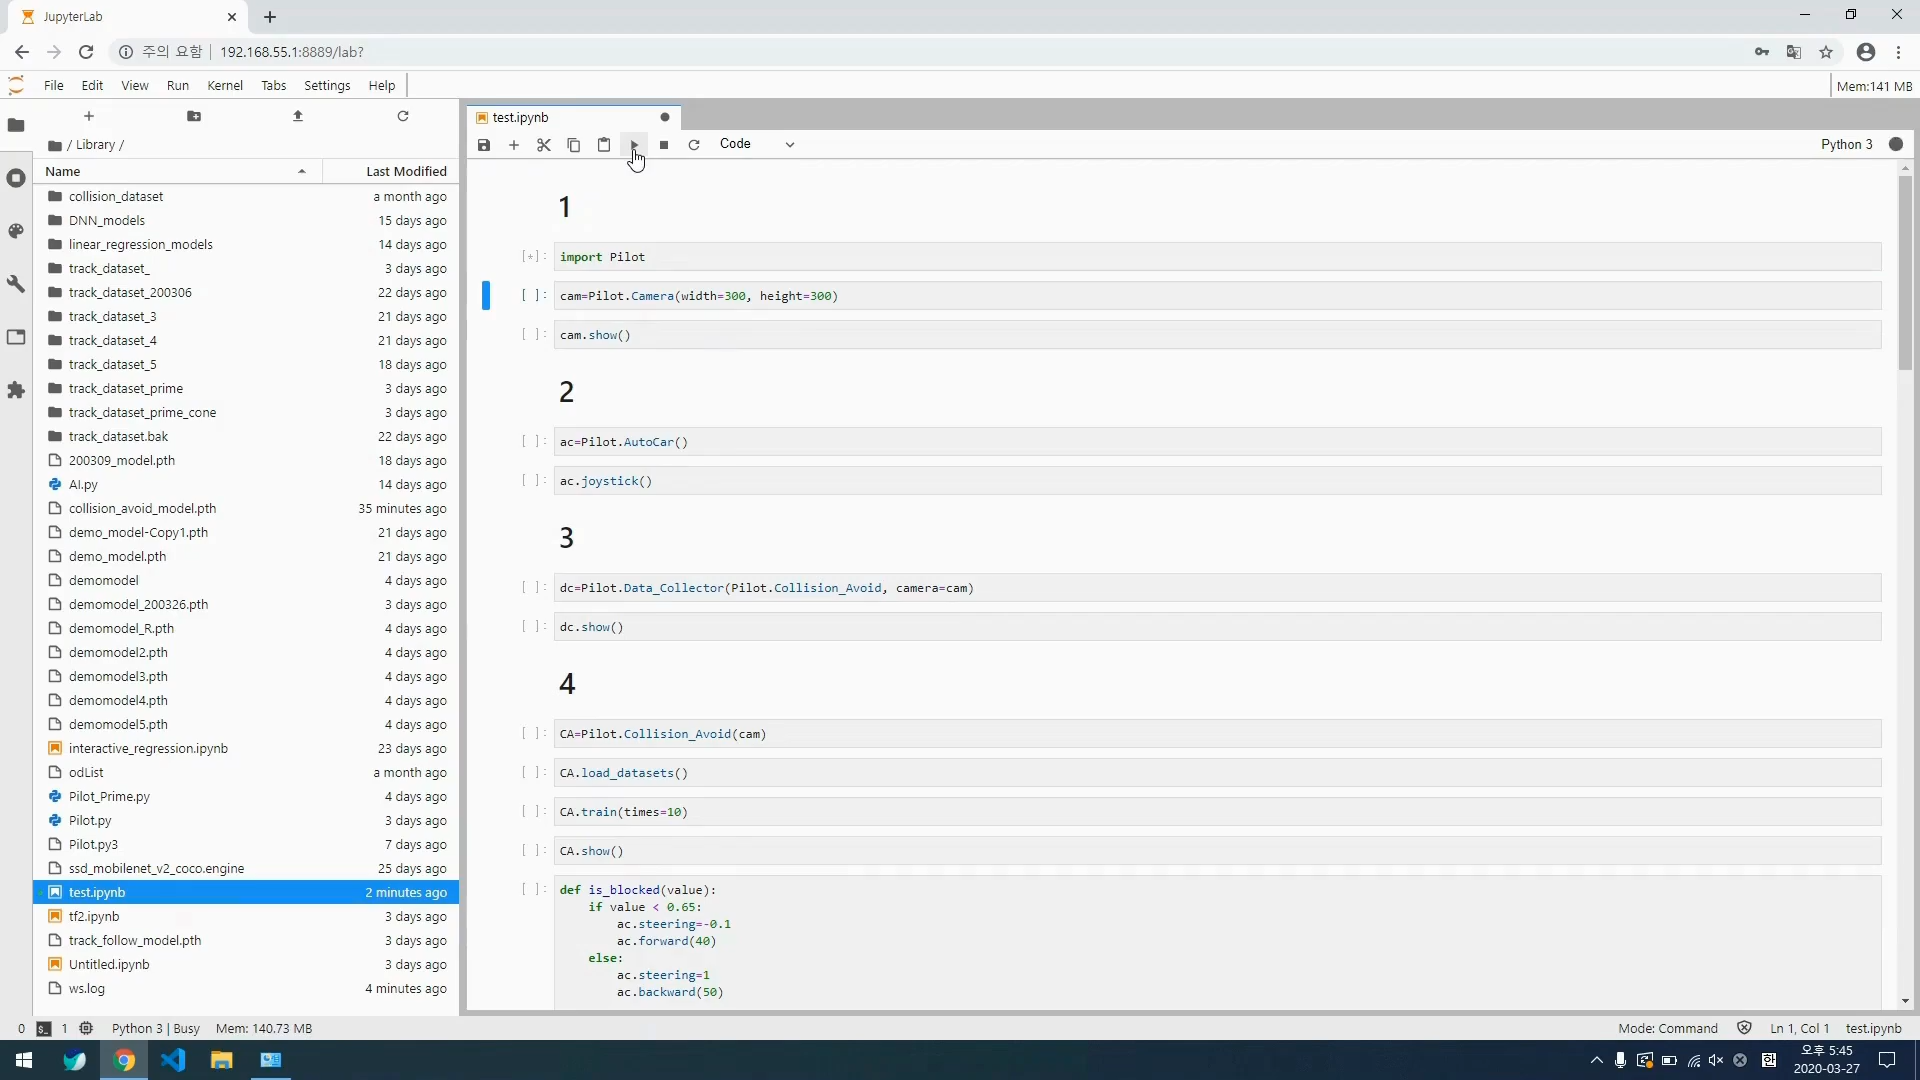 JupyterLab
주의 요함 192.168.55.1:8889/lab?
File Edit View Run Kernel Tabs Settings Help
Mem:141 MB
/ Library /
Name Last Modified
collision_dataset a month ago
DNN_models 15 days ago
linear_regression_models 14 days ago
track_dataset_ 3 days ago
track_dataset_200306 22 days ago
track_dataset_3 21 days ago
track_dataset_4 21 days ago
track_dataset_5 18 days ago
track_dataset_prime 3 days ago
track_dataset_prime_cone 3 days ago
track_dataset.bak 22 days ago
200309_model.pth 18 days ago
AI.py 14 days ago
collision_avoid_model.pth 35 minutes ago
demo_model-Copy1.pth 21 days ago
demo_model.pth 21 days ago
demomodel 4 days ago
demomodel_200326.pth 3 days ago
demomodel_R.pth 4 days ago
demomodel2.pth 4 days ago
demomodel3.pth 4 days ago
demomodel4.pth 4 days ago
demomodel5.pth 4 days ago
interactive_regression.ipynb 23 days ago
odList a month ago
Pilot_Prime.py 4 days ago
Pilot.py 3 days ago
Pilot.py3 7 days ago
ssd_mobilenet_v2_coco.engine 25 days ago
test.ipynb 2 minutes ago
tf2.ipynb 3 days ago
track_follow_model.pth 3 days ago
Untitled.ipynb 3 days ago
ws.log 4 minutes ago
test.ipynb
Code
Python 3
1
[*]: import Pilot
[ ]: cam=Pilot.Camera(width=300, height=300)
[ ]: cam.show()
2
[ ]: ac=Pilot.AutoCar()
[ ]: ac.joystick()
3
[ ]: dc=Pilot.Data_Collector(Pilot.Collision_Avoid, camera=cam)
[ ]: dc.show()
4
[ ]: CA=Pilot.Collision_Avoid(cam)
[ ]: CA.load_datasets()
[ ]: CA.train(times=10)
[ ]: CA.show()
[ ]: def is_blocked(value):
if value < 0.65:
ac.steering=-0.1
ac.forward(40)
else:
ac.steering=1
ac.backward(50)
0 1 Python 3 | Busy Mem: 140.73 MB
Mode: Command Ln 1, Col 1 test.ipynb
한
오후 5:45
2020-03-27